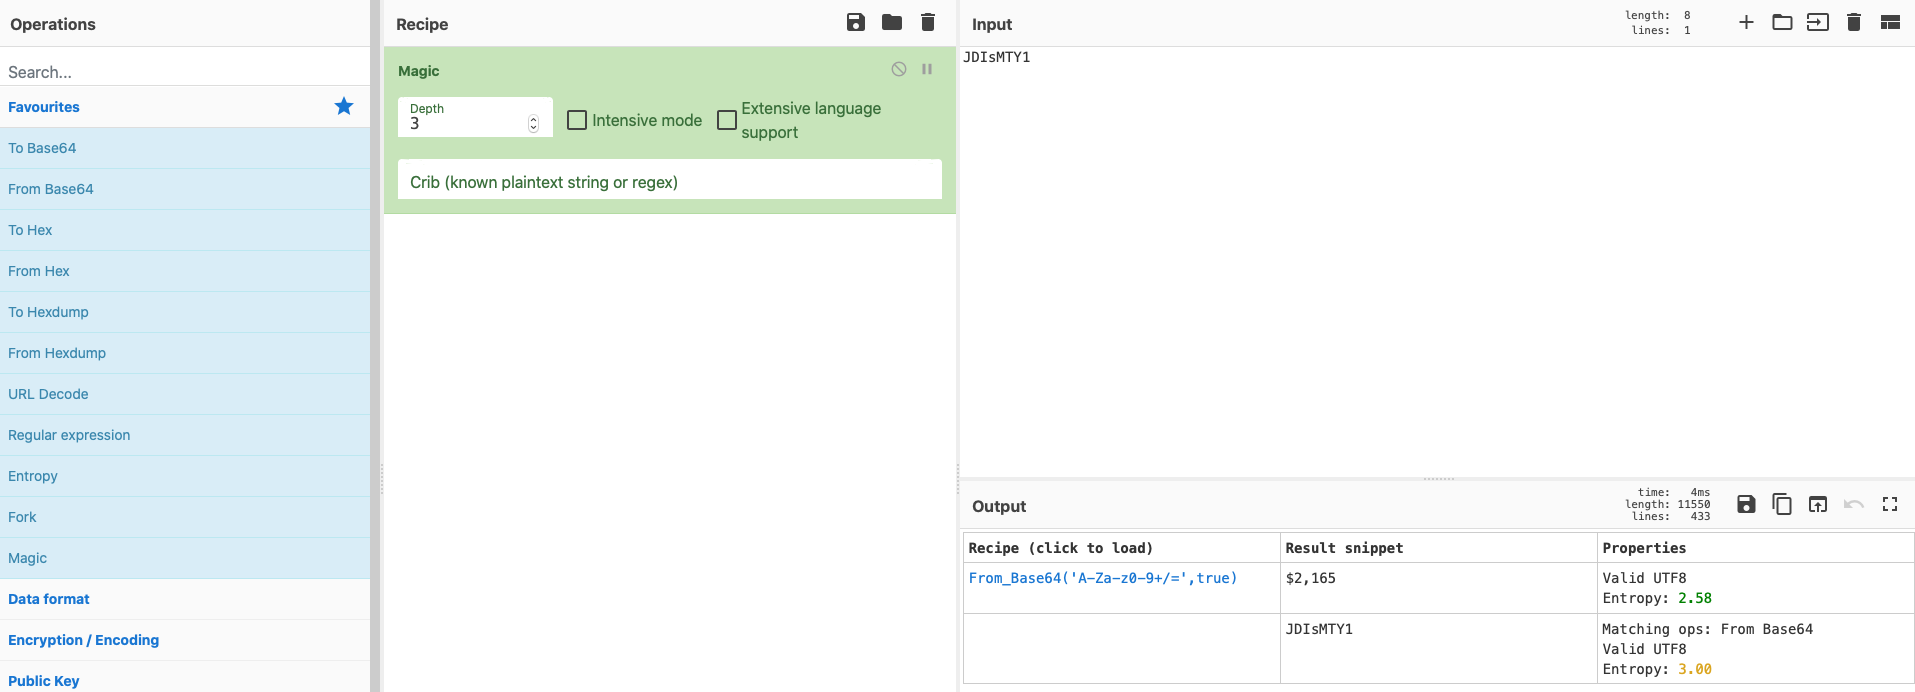 Operations
Search...
Favourites
To Base64
From Base64
To Hex
From Hex
To Hexdump
From Hexdump
URL Decode
Regular expression
Entropy
Fork
Magic
Data format
Encryption / Encoding
Public Key
Recipe
Magic
Depth
3
Intensive mode
Extensive language
support
Crib (known plaintext string or regex)
Input
length: 8
lines: 1
JDIsMTY1
Output
time: 4ms
length: 11550
lines: 433
Recipe (click to load) Result snippet Properties
From_Base64('A-Za-z0-9+/=',true) $2,165 Valid UTF8
Entropy: 2.58
JDIsMTY1 Matching ops: From Base64
Valid UTF8
Entropy: 3.00